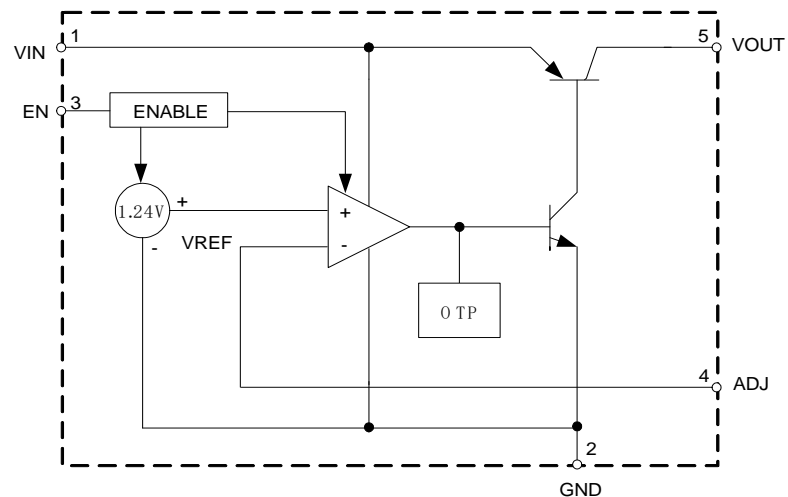 1
5
VIN
VOUT
3
EN
ENABLE
1.24V
+
+
VREF
-
-
OTP
4
ADJ
2
GND